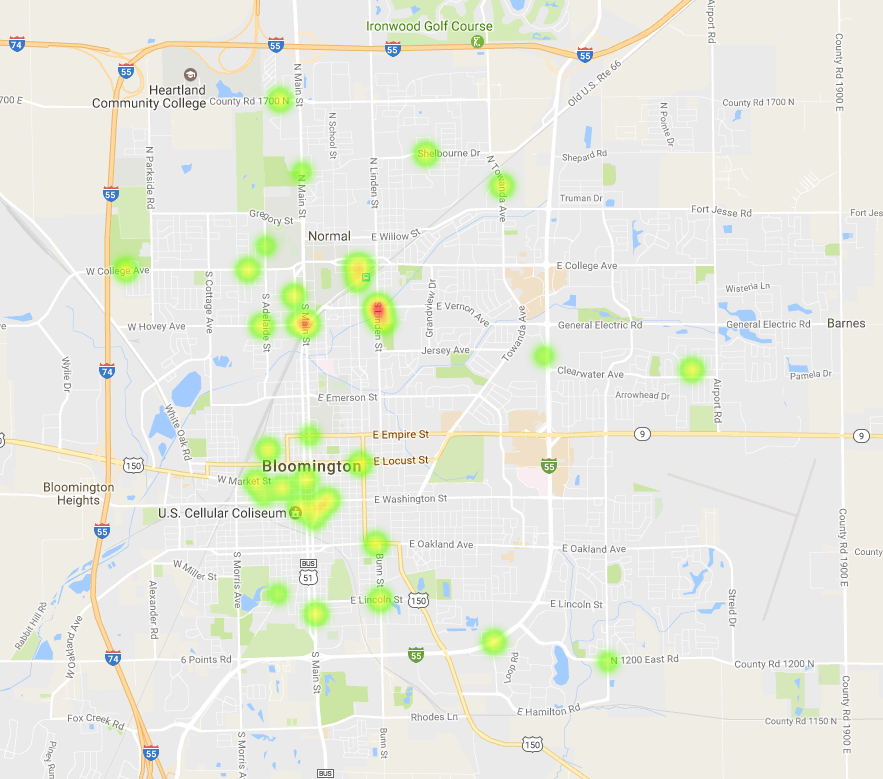 Ironwood Golf Course
Airport Rd
74
55
55
55
County Rd 1900 E
55
N Main St
Old U.S. Rte 66
Heartland
Community College
700 E
County Rd 1700 N
County Rd 1700 N
N School St
N Pointe Dr
N Parkside Rd
N Linden St
Shelbourne Dr
N Towanda Ave
Shepard Rd
N Main St
55
Truman Dr
Gregory St
Fort Jesse Rd
Fort Jes
Normal
E Willow St
W College Ave
E College Ave
S Cottage Ave
Grandview Dr
Wisteria Ln
S Adelaide St
S Main St
S Linden St
E Vernon Ave
W Hovey Ave
General Electric Rd
General Electric Rd
Barnes
Towanda Ave
Jersey Ave
Wylie Dr
74
Clearwater Ave
Pamela Dr
Airport Rd
Arrowhead Dr
E Emerson St
White Oak Rd
E Empire St
9
9
150
Bloomington
E Locust St
55
W Market St
Bloomington
Heights
E Washington St
U.S. Cellular Coliseum
55
County Rd 1900 E
E Oakland Ave
E Oakland Ave
County
BUS
51
W Miller St
S Morris Ave
Bunn St
Alexander Rd
150
E Lincoln St
E Lincoln St
Streid Dr
Rabbit Hill Rd
W Oakland Ave
74
6 Points Rd
55
S Main St
Loop Rd
N 1200 East Rd
County Rd 1200 N
County Rd 1900 E
Fox Creek Rd
Rhodes Ln
E Hamilton Rd
County Rd 1150 N
Bunn St
S Morris A
Piney Run
55
150
BUS